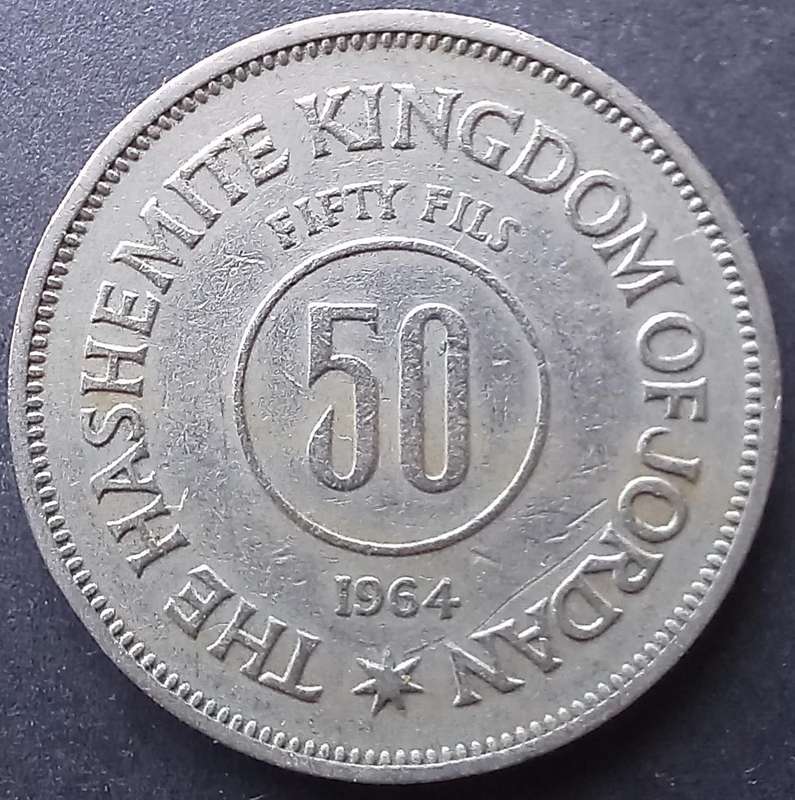 THE HASHEMITE KINGDOM OF JORDAN
FIFTY FILS
50
1964